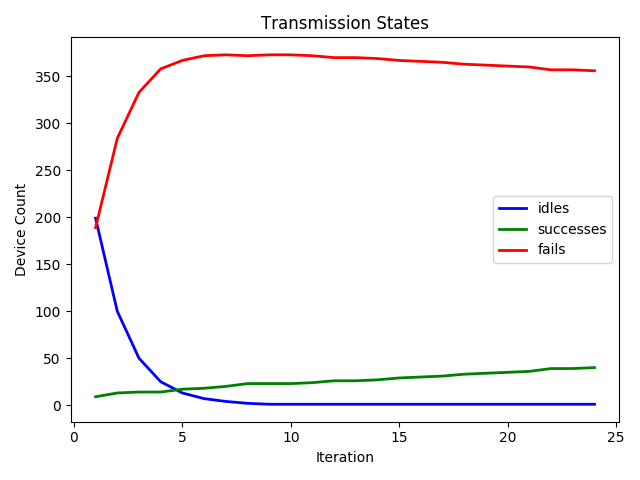 Transmission States
Device Count
350
300
250
200
150
100
50
0
idles
successes
fails
0 5 10 15 20 25
Iteration